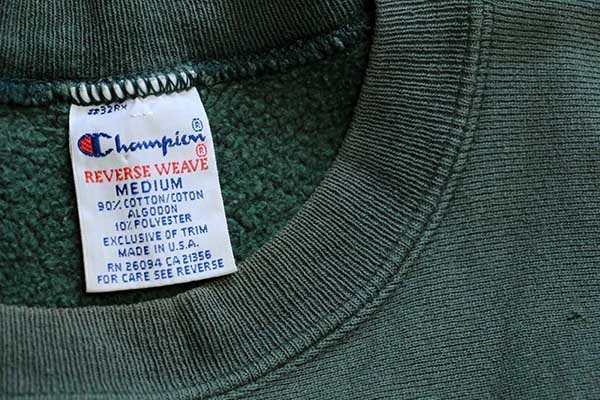 #32RX
Champion®
REVERSE WEAVE®
MEDIUM
90% COTTON/COTON
ALGODON
10% POLYESTER
EXCLUSIVE OF TRIM
MADE IN U.S.A.
RN 26094 CA 21356
FOR CARE SEE REVERSE